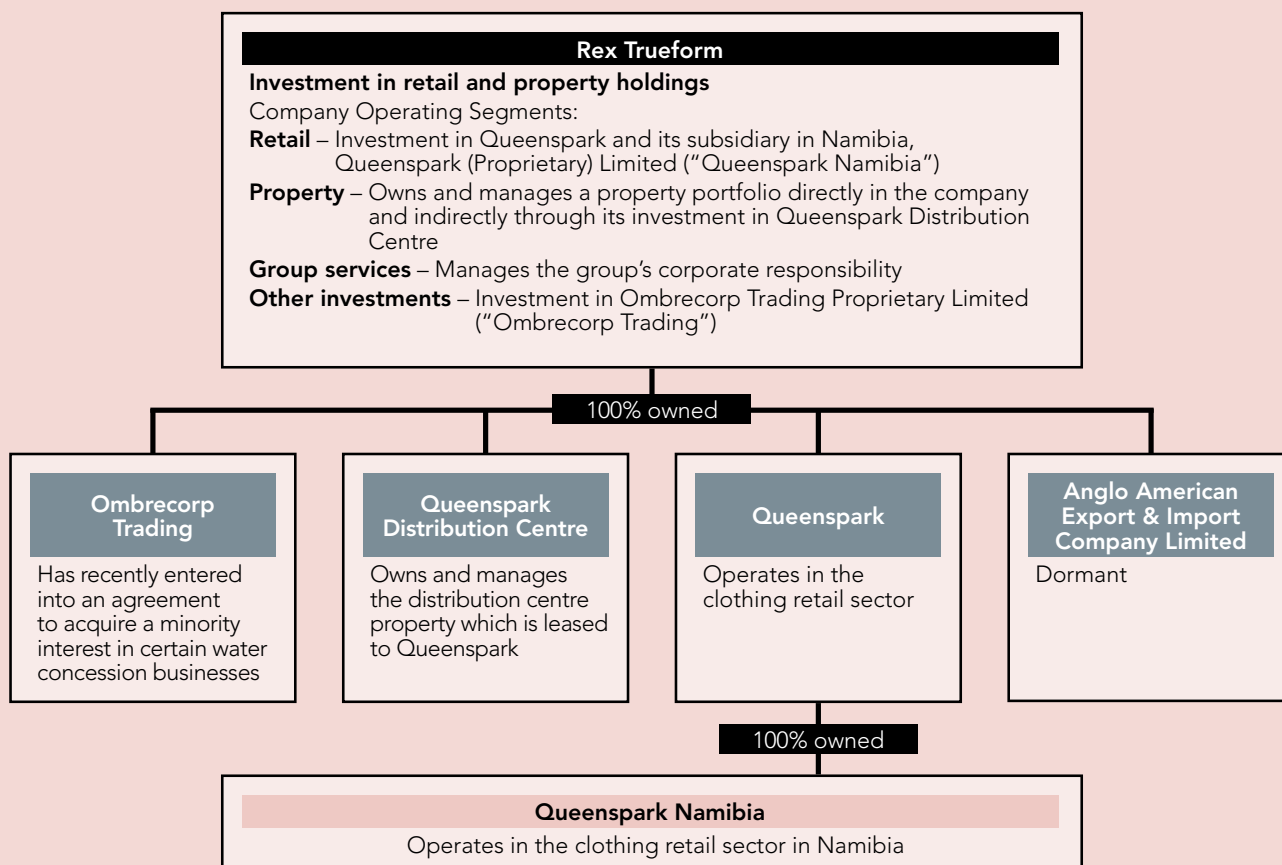 Rex Trueform
Investment in retail and property holdings
Company Operating Segments:
Retail – Investment in Queenspark and its subsidiary in Namibia,
Queenspark (Proprietary) Limited (“Queenspark Namibia”)
Property – Owns and manages a property portfolio directly in the company
and indirectly through its investment in Queenspark Distribution
Centre
Group services – Manages the group’s corporate responsibility
Other investments – Investment in Ombrecorp Trading Proprietary Limited
(“Ombrecorp Trading”)
100% owned
Ombrecorp
Trading
Has recently entered
into an agreement
to acquire a minority
interest in certain water
concession businesses
Queenspark
Distribution Centre
Owns and manages
the distribution centre
property which is leased
to Queenspark
Queenspark
Operates in the
clothing retail sector
Anglo American
Export & Import
Company Limited
Dormant
100% owned
Queenspark Namibia
Operates in the clothing retail sector in Namibia